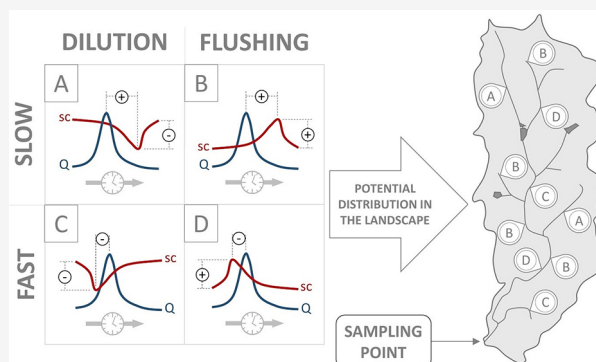 DILUTION
FLUSHING
SLOW
A
+
-
SC
Q
B
+
+
SC
Q
FAST
C
-
-
SC
Q
D
-
+
SC
Q
POTENTIAL
DISTRIBUTION IN
THE LANDSCAPE
B
A
D
B
C
A
B
D
B
C
SAMPLING
POINT